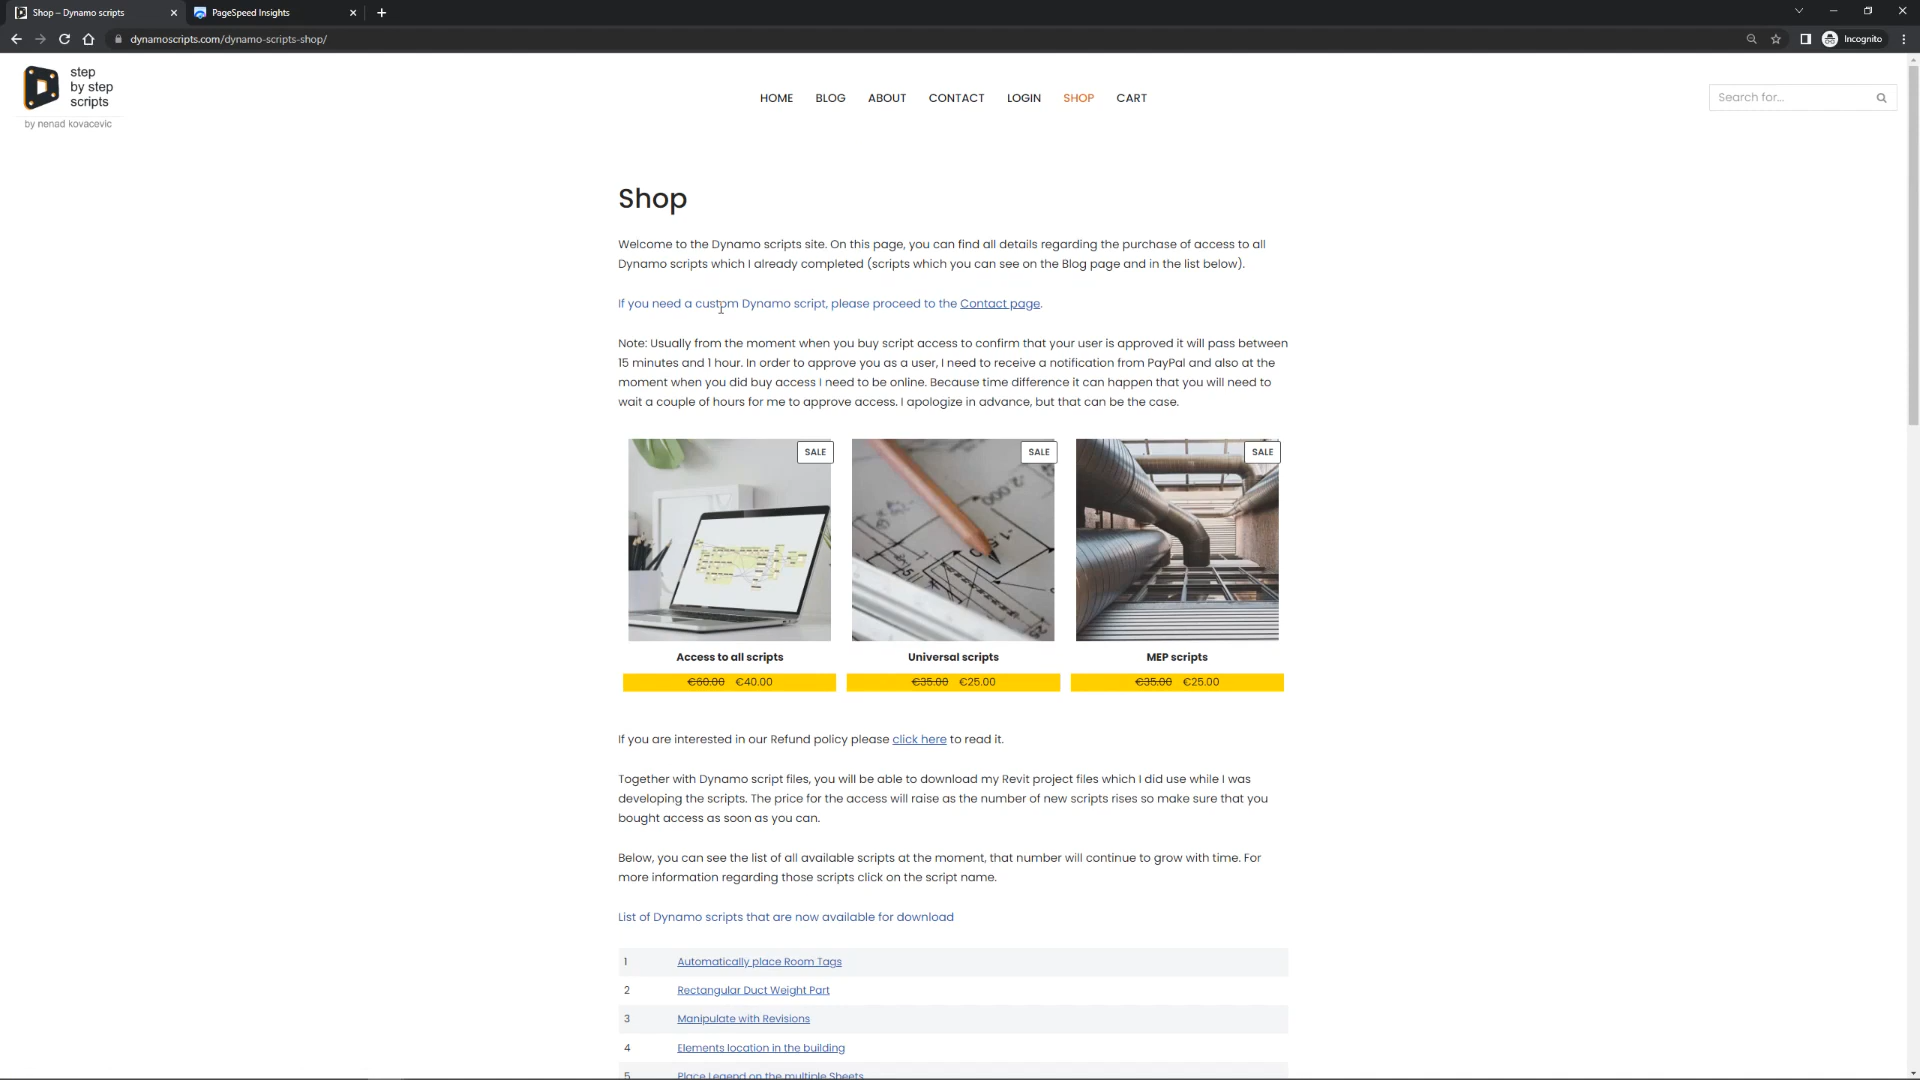 Shop – Dynamo scripts
PageSpeed Insights
dynamoscripts.com/dynamo-scripts-shop/
Incognito
step
by step
scripts
by nenad kovacevic
HOME BLOG ABOUT CONTACT LOGIN SHOP CART
Search for...
Shop
Welcome to the Dynamo scripts site. On this page, you can find all details regarding the purchase of access to all
Dynamo scripts which I already completed (scripts which you can see on the Blog page and in the list below).
If you need a custom Dynamo script, please proceed to the Contact page.
Note: Usually from the moment when you buy script access to confirm that your user is approved it will pass between
15 minutes and 1 hour. In order to approve you as a user, I need to receive a notification from PayPal and also at the
moment when you did buy access I need to be online. Because time difference it can happen that you will need to
wait a couple of hours for me to approve access. I apologize in advance, but that can be the case.
SALE SALE SALE
Access to all scripts Universal scripts MEP scripts
€60.00 €40.00 €35.00 €25.00 €35.00 €25.00
If you are interested in our Refund policy please click here to read it.
Together with Dynamo script files, you will be able to download my Revit project files which I did use while I was
developing the scripts. The price for the access will raise as the number of new scripts rises so make sure that you
bought access as soon as you can.
Below, you can see the list of all available scripts at the moment, that number will continue to grow with time. For
more information regarding those scripts click on the script name.
List of Dynamo scripts that are now available for download
1 Automatically place Room Tags
2 Rectangular Duct Weight Part
3 Manipulate with Revisions
4 Elements location in the building
5 Place Legend on the multiple Sheets